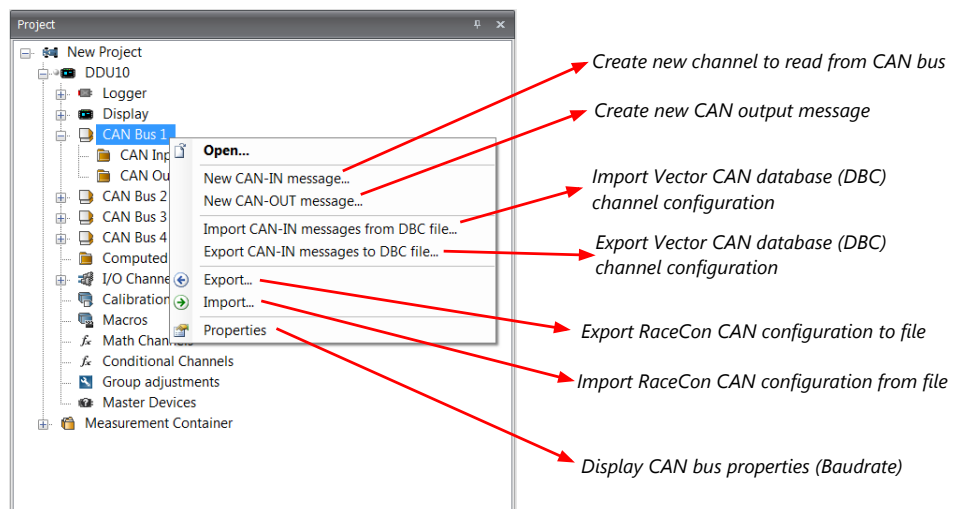 Project
New Project
DDU10
Logger
Display
CAN Bus 1
CAN Inp
CAN Ou
CAN Bus 2
CAN Bus 3
CAN Bus 4
Computed
I/O Channe
Calibration
Macros
fx Math Channels
fx Conditional Channels
Group adjustments
Master Devices
Measurement Container
Open...
New CAN-IN message...
New CAN-OUT message...
Import CAN-IN messages from DBC file...
Export CAN-IN messages to DBC file...
Export...
Import...
Properties
Create new channel to read from CAN bus
Create new CAN output message
Import Vector CAN database (DBC)
channel configuration
Export Vector CAN database (DBC)
channel configuration
Export RaceCon CAN configuration to file
Import RaceCon CAN configuration from file
Display CAN bus properties (Baudrate)